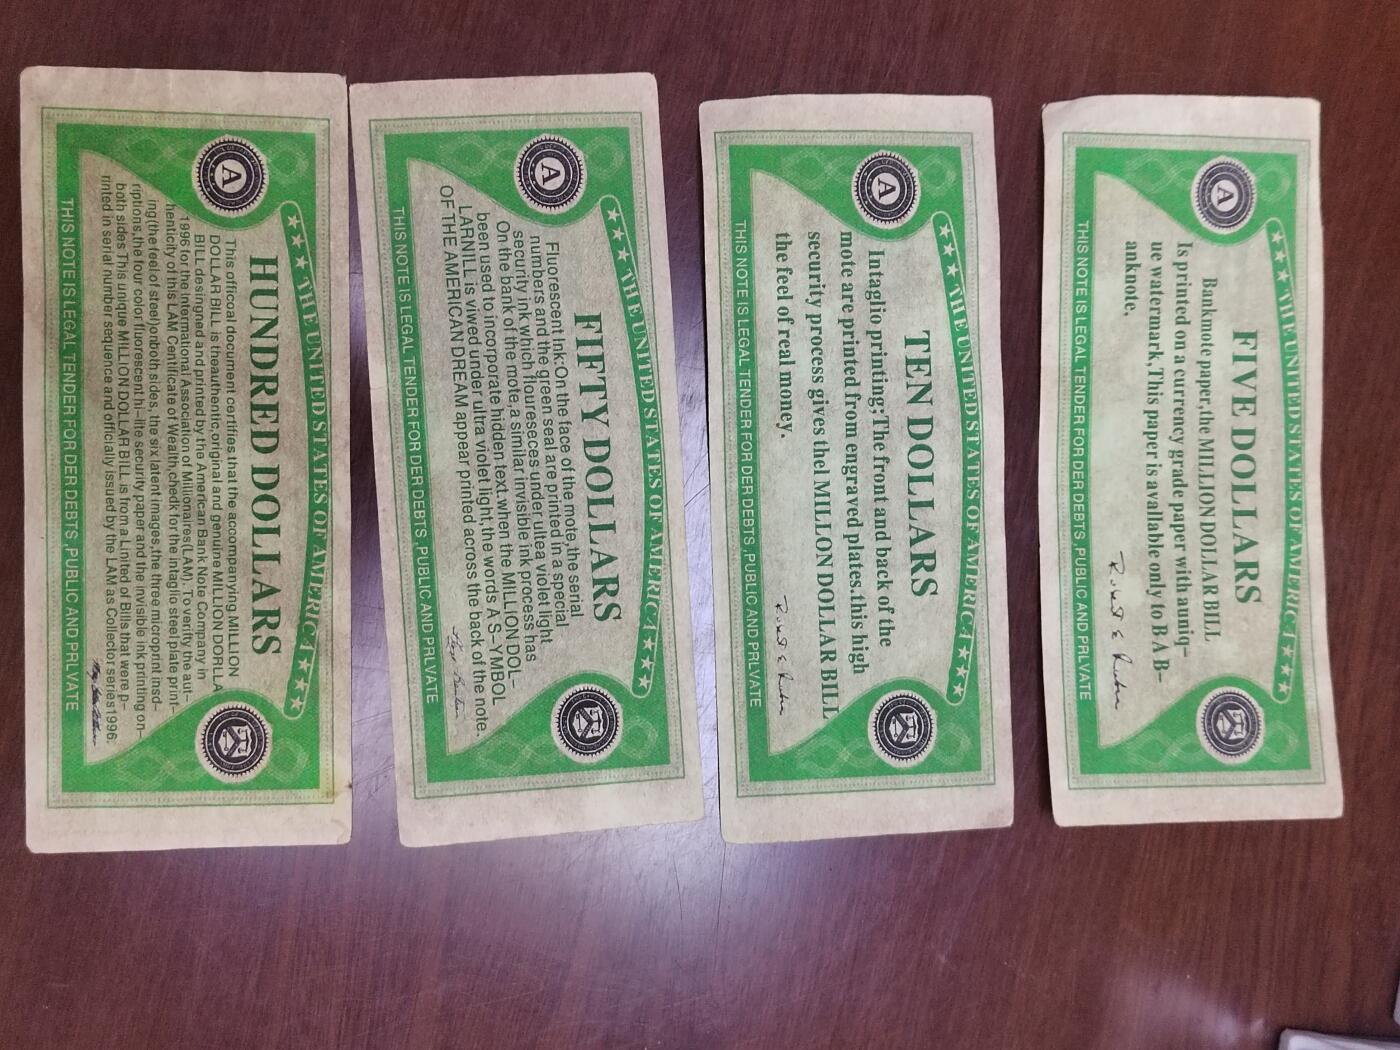 ★★★ THE UNITED STATES OF AMERICA ★★★
A
HUNDRED DOLLARS
This officoal document certifies that the accompanying MILLION
DOLLAR BILL is theauthentic,original and genuine MILLION DORLLA
BILL designed and printed by the American Bank Note Company in
1996 for the Intermational Association of Millionaires(LAM). To verify the aut-
henticity of this LAM Certificate of Wealth,chedk for the intaglic steel plate print-
ing(the feel of steel)onboth sides, the six latent images,the three microprint insd-
riptions,the four color fluorescent hi-lite security paper and the invisible ink printing on-
both sides This unique MILLION DOLLAR BILL is from a Linited of Bills that were p-
rinted in serial number sequence and officially issued by the LAM as Collector series1996.
THIS NOTE IS LEGAL TENDER FOR DER DEBTS ,PUBLIC AND PRLVATE
★★★ THE UNITED STATES OF AMERICA ★★★
A
FIFTY DOLLARS
Fluorescent Ink:On the face of the mote,the serial
numbers and the green seal are printed in a special
security ink which flouresecces under ultea violet light.
On the bank of the mote,a similar invisible ink process has
been used to incorporate hidden text.when the MILLION DOL-
LARNILL is viwed under ultra violet light,the words A S-YMBOL
OF THE AMERICAN DREAM appear printed across the back of the note.
THIS NOTE IS LEGAL TENDER FOR DER DEBTS ,PUBLIC AND PRLVATE
★★★ THE UNITED STATES OF AMERICA ★★★
A
TEN DOLLARS
Intaglio printing;The front and back of the
mote are printed from engraved plates.this high
security process gives thel MILLON DOLLAR BILL
the feel of real money.
THIS NOTE IS LEGAL TENDER FOR DER DEBTS ,PUBLIC AND PRLVATE
★★★ THE UNITED STATES OF AMERICA ★★★
A
FIVE DOLLARS
Bankmote paper,the MILLION DOLLAR BILL
Is printed on a currency grade paper with auniq-
ue watermark,This paper is available only to B A B-
anknote.
Robert E Rubin
THIS NOTE IS LEGAL TENDER FOR DER DEBTS ,PUBLIC AND PRLVATE